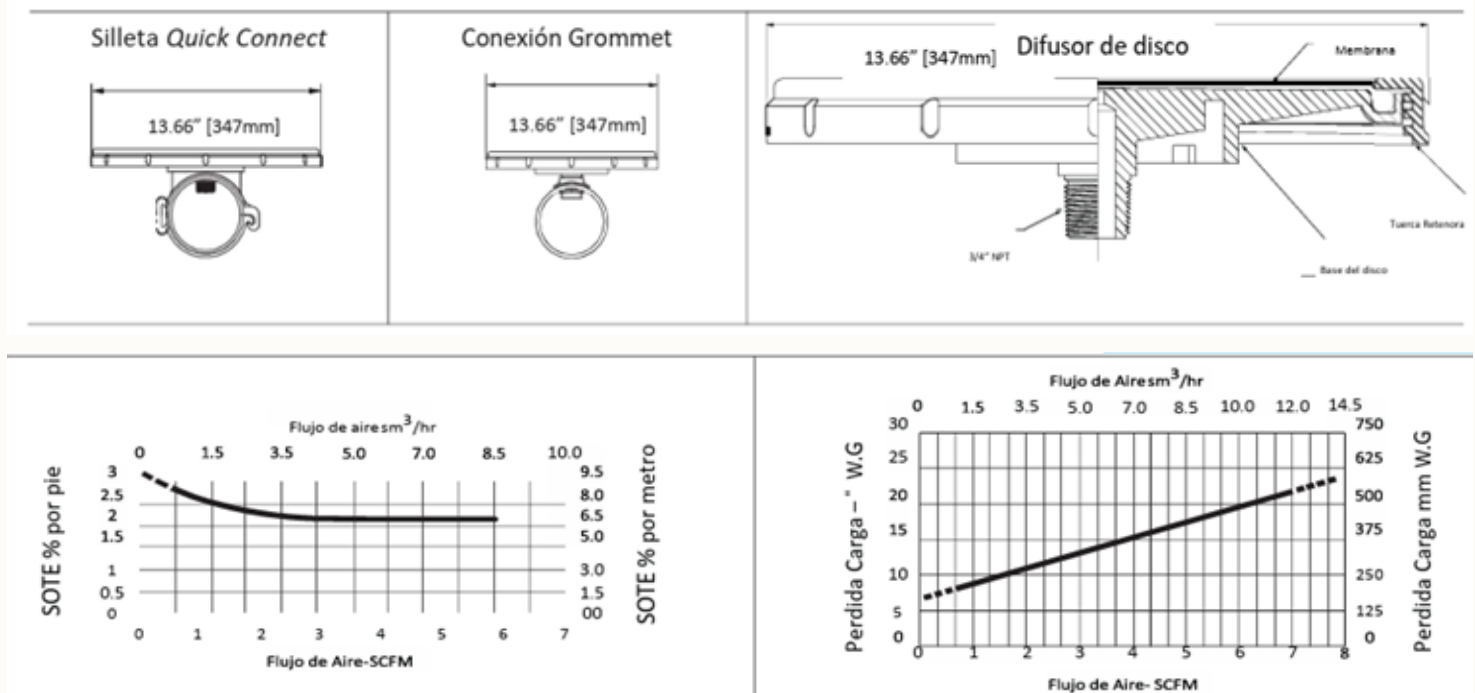 Silleta Quick Connect
13.66" [347mm]
Conexión Grommet
13.66" [347mm]
Difusor de disco
13.66" [347mm]
Membrana
Tuerca Retenora
3/4" NPT
Base del disco
Flujo de airesm³/hr
0 1.5 3.5 5.0 7.0 8.5 10.0
SOTE % por pie
3
2.5
2
1.5
1
0.5
0
9.5
8.0
6.5
5.0
3.0
1.5
00
SOTE % por metro
0 1 2 3 4 5 6 7
Flujo de Aire-SCFM
Flujo de Airesm³/hr
0 1.5 3.5 5.0 7.0 8.5 10.0 12.0 14.5
Perdida Carga – " W.G
30
25
20
15
10
5
0
750
625
500
375
250
125
0
Perdida Carga mm W.G
0 1 2 3 4 5 6 7 8
Flujo de Aire- SCFM